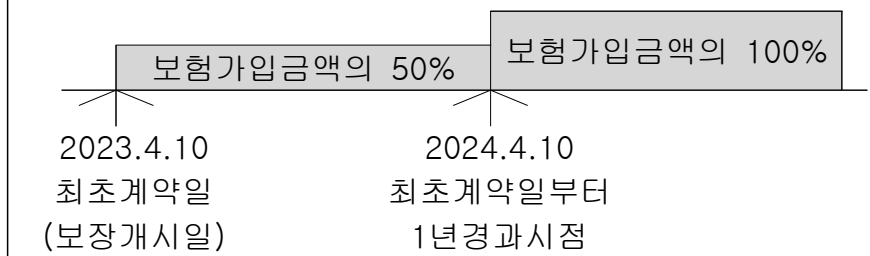 보험가입금액의 50%
보험가입금액의 100%
2023.4.10
최초계약일
(보장개시일)
2024.4.10
최초계약일부터
1년경과시점